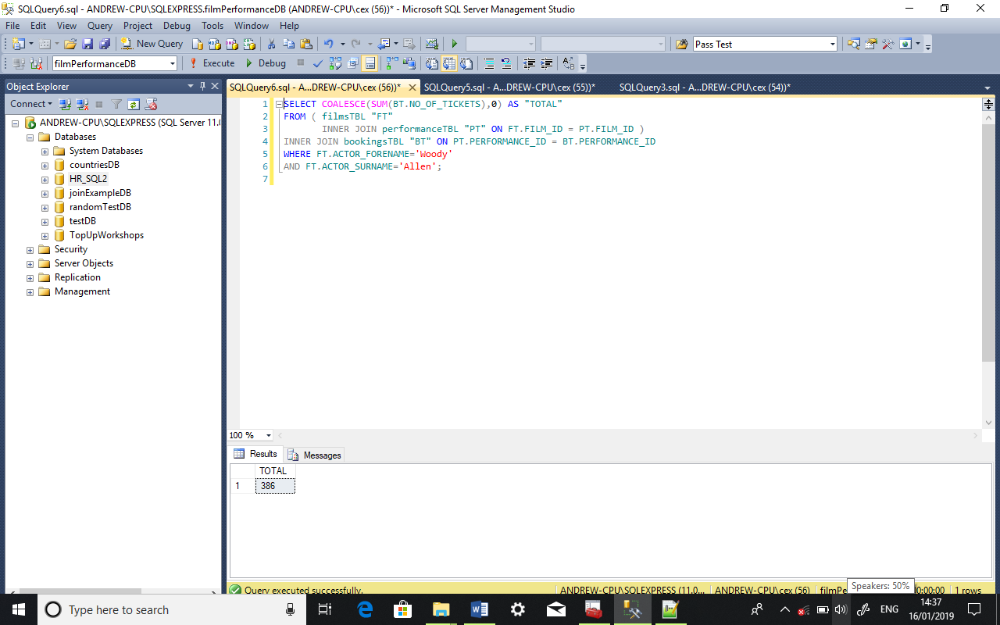 SQLQuery6.sql - ANDREW-CPU\SQLEXPRESS.filmPerformanceDB (ANDREW-CPU\cex (56))* - Microsoft SQL Server Management Studio
File Edit View Query Project Debug Tools Window Help
New Query Pass Test
filmPerformanceDB Execute Debug
Object Explorer
Connect
ANDREW-CPU\SQLEXPRESS (SQL Server 11.0
Databases
System Databases
countriesDB
HR_SQL2
joinExampleDB
randomTestDB
testDB
TopUpWorkshops
Security
Server Objects
Replication
Management
SQLQuery6.sql - A...DREW-CPU\cex (56))* SQLQuery5.sql - A...DREW-CPU\cex (55))* SQLQuery3.sql - A...DREW-CPU\cex (54))*
1 SELECT COALESCE(SUM(BT.NO_OF_TICKETS),0) AS "TOTAL"
2 FROM ( filmsTBL "FT"
3 INNER JOIN performanceTBL "PT" ON FT.FILM_ID = PT.FILM_ID )
4 INNER JOIN bookingsTBL "BT" ON PT.PERFORMANCE_ID = BT.PERFORMANCE_ID
5 WHERE FT.ACTOR_FORENAME='Woody'
6 AND FT.ACTOR_SURNAME='Allen';
7
100 %
Results Messages
TOTAL
1 386
Query executed successfully. ANDREW-CPU\SQLEXPRESS (11.0... ANDREW-CPU\cex (56) filmPe 00:00:00 1 rows
Speakers: 50%
Type here to search
ENG
14:37
16/01/2019